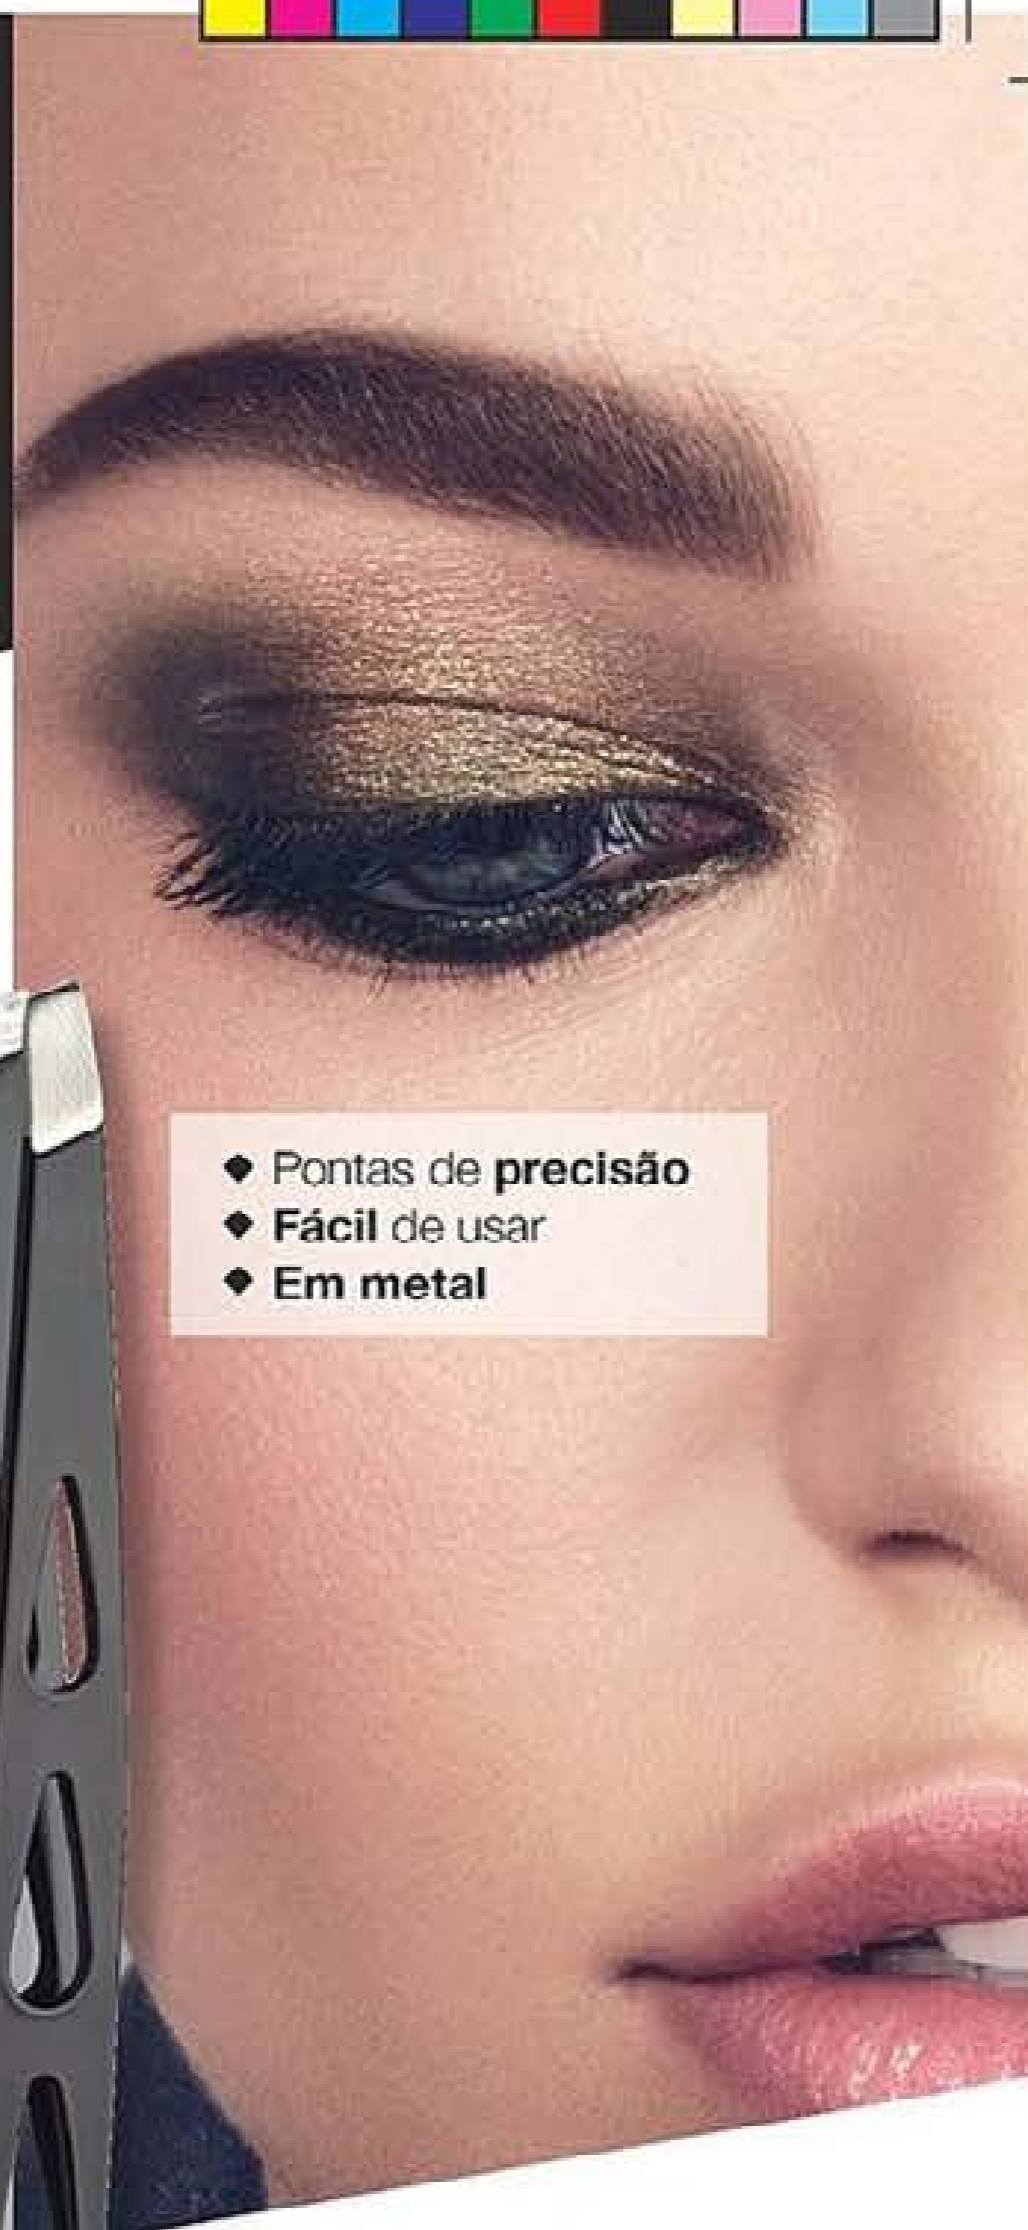 ◆ Pontas de precisão
◆ Fácil de usar
◆ Em metal